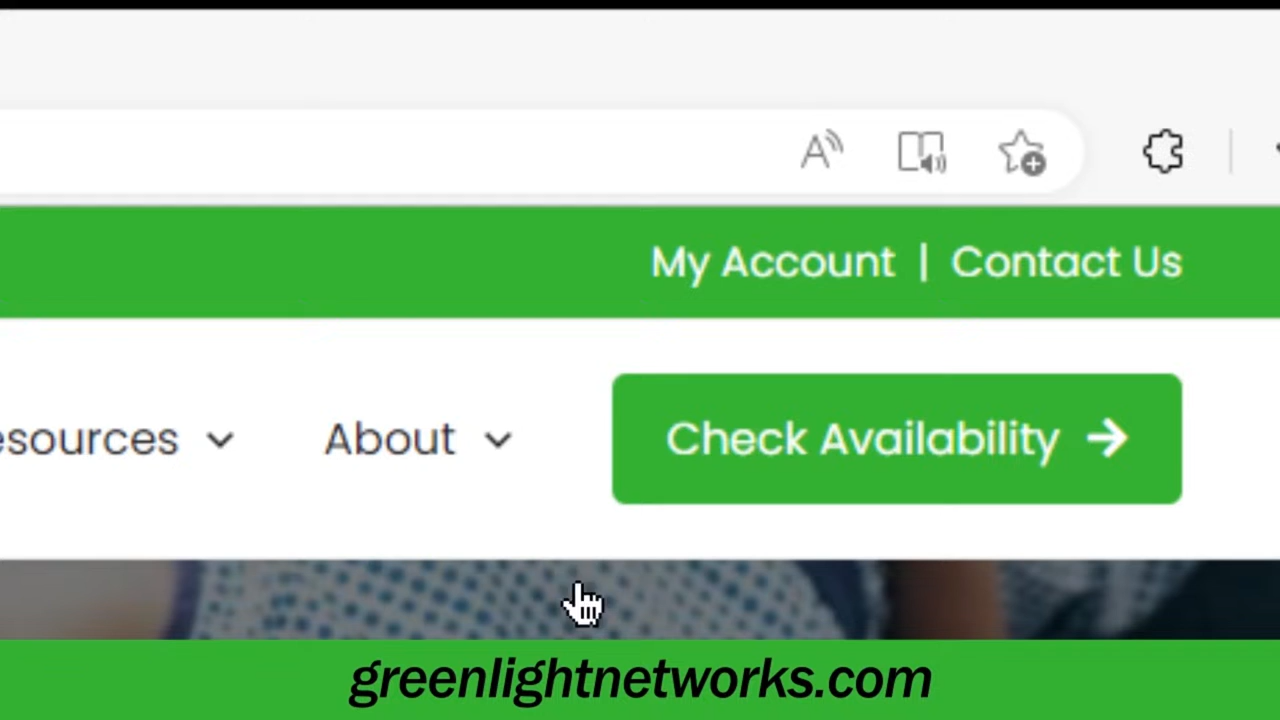 My Account | Contact Us
esources About Check Availability →
greenlightnetworks.com